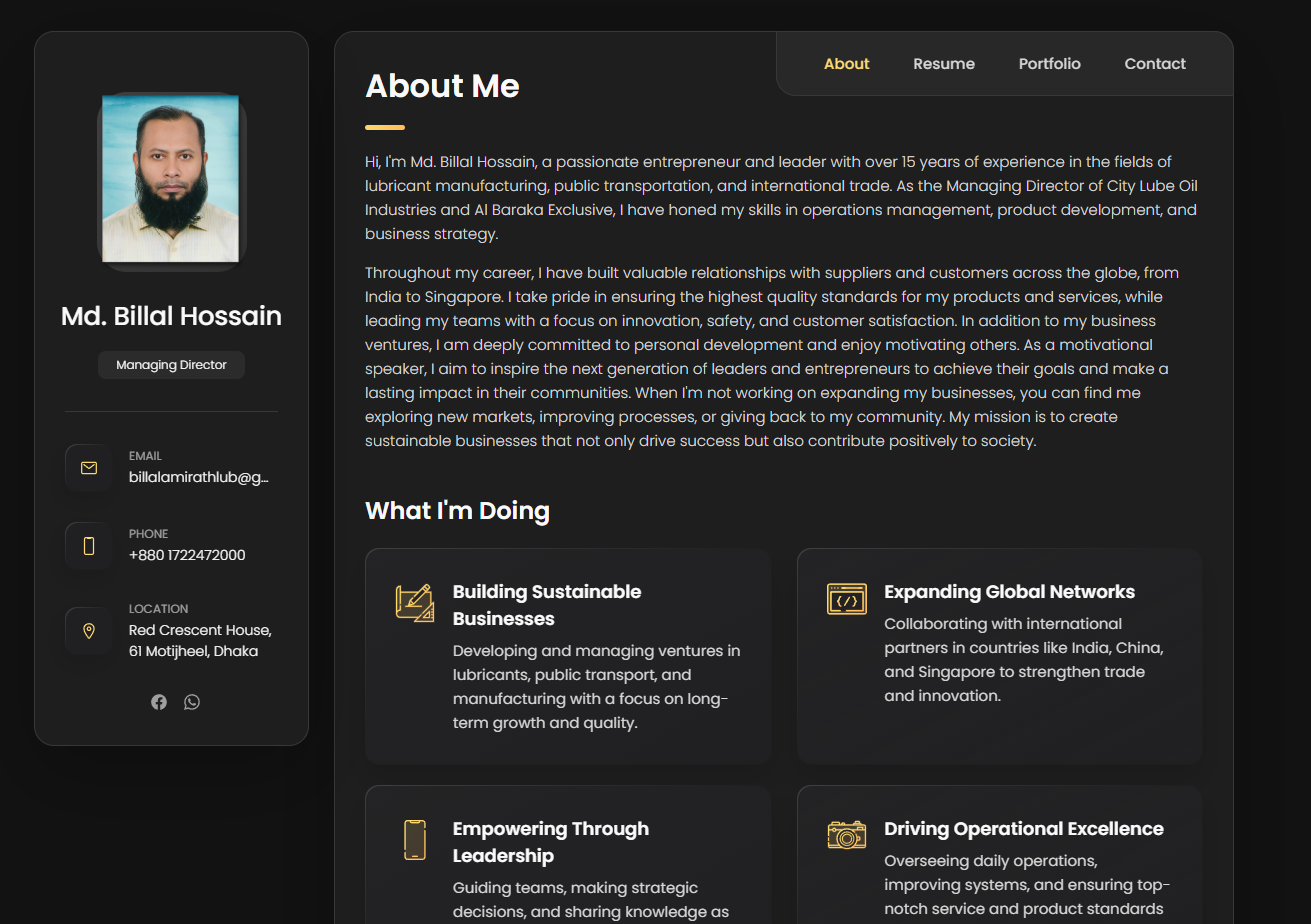 Md. Billal Hossain
Managing Director
EMAIL
billalamirathlub@g...
PHONE
+880 1722472000
LOCATION
Red Crescent House,
61 Motijheel, Dhaka
About
Resume
Portfolio
Contact
About Me
Hi, I'm Md. Billal Hossain, a passionate entrepreneur and leader with over 15 years of experience in the fields of
lubricant manufacturing, public transportation, and international trade. As the Managing Director of City Lube Oil
Industries and Al Baraka Exclusive, I have honed my skills in operations management, product development, and
business strategy.
Throughout my career, I have built valuable relationships with suppliers and customers across the globe, from
India to Singapore. I take pride in ensuring the highest quality standards for my products and services, while
leading my teams with a focus on innovation, safety, and customer satisfaction. In addition to my business
ventures, I am deeply committed to personal development and enjoy motivating others. As a motivational
speaker, I aim to inspire the next generation of leaders and entrepreneurs to achieve their goals and make a
lasting impact in their communities. When I'm not working on expanding my businesses, you can find me
exploring new markets, improving processes, or giving back to my community. My mission is to create
sustainable businesses that not only drive success but also contribute positively to society.
What I'm Doing
Building Sustainable
Businesses
Developing and managing ventures in
lubricants, public transport, and
manufacturing with a focus on long-
term growth and quality.
Expanding Global Networks
Collaborating with international
partners in countries like India, China,
and Singapore to strengthen trade
and innovation.
Empowering Through
Leadership
Guiding teams, making strategic
decisions, and sharing knowledge as
Driving Operational Excellence
Overseeing daily operations,
improving systems, and ensuring top-
notch service and product standards